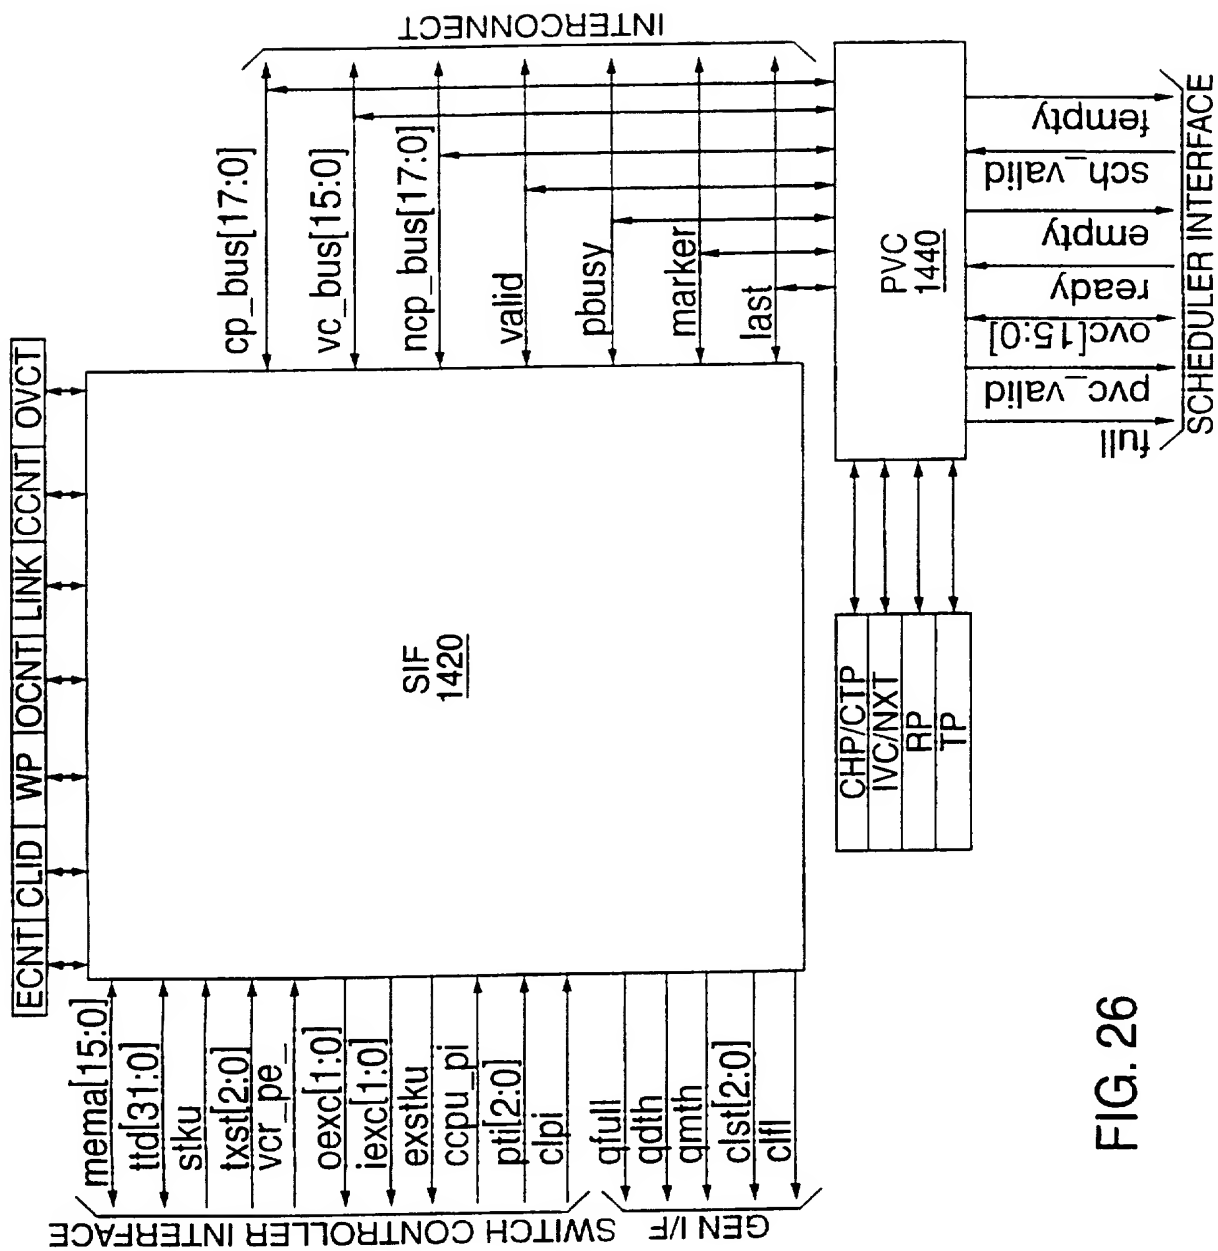 INTERCONNECT
cp_bus[17:0]
vc_bus[15:0]
ncp_bus[17:0]
valid
pbusy
marker
last
ECNT CLID WP IOCNT LINK CCNT OVCT
SIF
1420
PVC
1440
fempty
sch_valid
empty
ready
ovc[15:0]
pvc_valid
full
SCHEDULER INTERFACE
CHP/CTP
IVC/NXT
RP
TP
mema[15:0]
ttd[31:0]
stku
txst[2:0]
vcr_pe_
oexc[1:0]
iexc[1:0]
exstku
ccpu_pi
pti[2:0]
clpi
SWITCH CONTROLLER INTERFACE
qfull
qdth
qmth
clst[2:0]
clfl
GEN I/F
FIG. 26